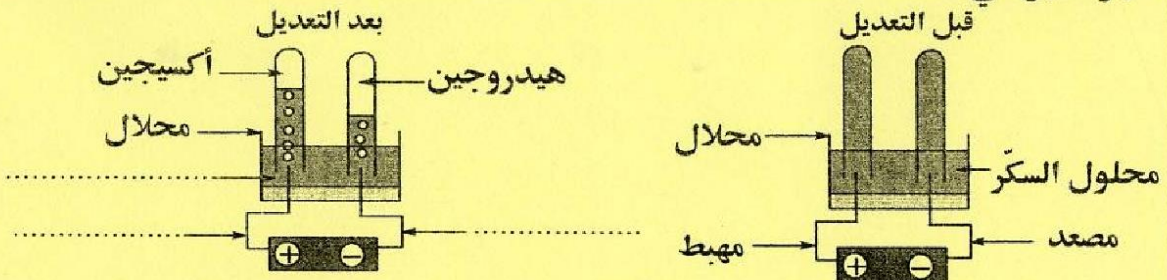 قبل التعديل
محلال
محلول السكّر
مهبط
مصعد
+ −
بعد التعديل
أكسيجين
هيدروجين
محلال
....................
....................
....................
+ −